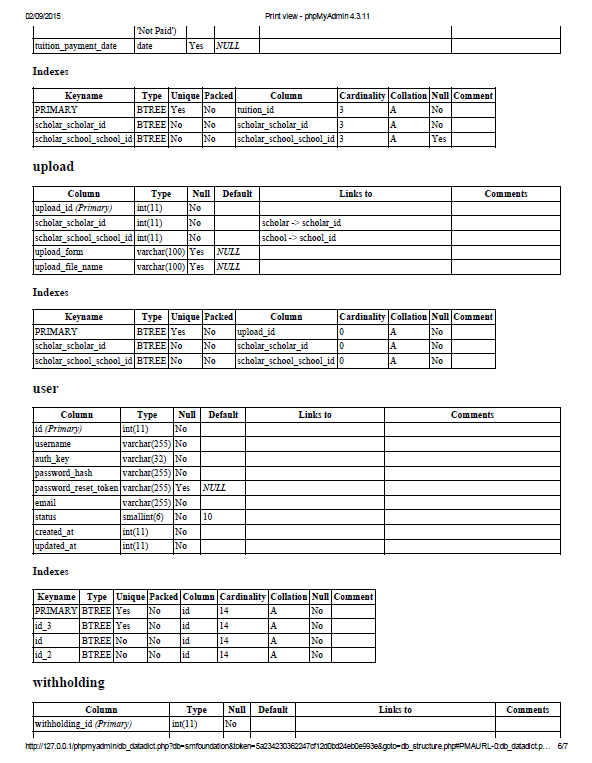 02/09/2015 Print view - phpMyAdmin 4.3.11
'Not Paid')
tuition_payment_date date Yes NULL
Indexes
Keyname Type Unique Packed Column Cardinality Collation Null Comment
PRIMARY BTREE Yes No tuition_id 3 A No
scholar_scholar_id BTREE No No scholar_scholar_id 3 A No
scholar_school_school_id BTREE No No scholar_school_school_id 3 A Yes
upload
Column Type Null Default Links to Comments
upload_id (Primary) int(11) No
scholar_scholar_id int(11) No scholar -> scholar_id
scholar_school_school_id int(11) No school -> school_id
upload_form varchar(100) Yes NULL
upload_file_name varchar(100) Yes NULL
Indexes
Keyname Type Unique Packed Column Cardinality Collation Null Comment
PRIMARY BTREE Yes No upload_id 0 A No
scholar_scholar_id BTREE No No scholar_scholar_id 0 A No
scholar_school_school_id BTREE No No scholar_school_school_id 0 A No
user
Column Type Null Default Links to Comments
id (Primary) int(11) No
username varchar(255) No
auth_key varchar(32) No
password_hash varchar(255) No
password_reset_token varchar(255) Yes NULL
email varchar(255) No
status smallint(6) No 10
created_at int(11) No
updated_at int(11) No
Indexes
Keyname Type Unique Packed Column Cardinality Collation Null Comment
PRIMARY BTREE Yes No id 14 A No
id_3 BTREE Yes No id 14 A No
id BTREE No No id 14 A No
id_2 BTREE No No id 14 A No
withholding
Column Type Null Default Links to Comments
withholding_id (Primary) int(11) No
http://127.0.0.1/phpmyadmin/db_datadict.php?db=smfoundation&token=5a234230362247cf12d0bd24eb0e993e&goto=db_structure.php#PMAURL-0:db_datadict.p... 6/7